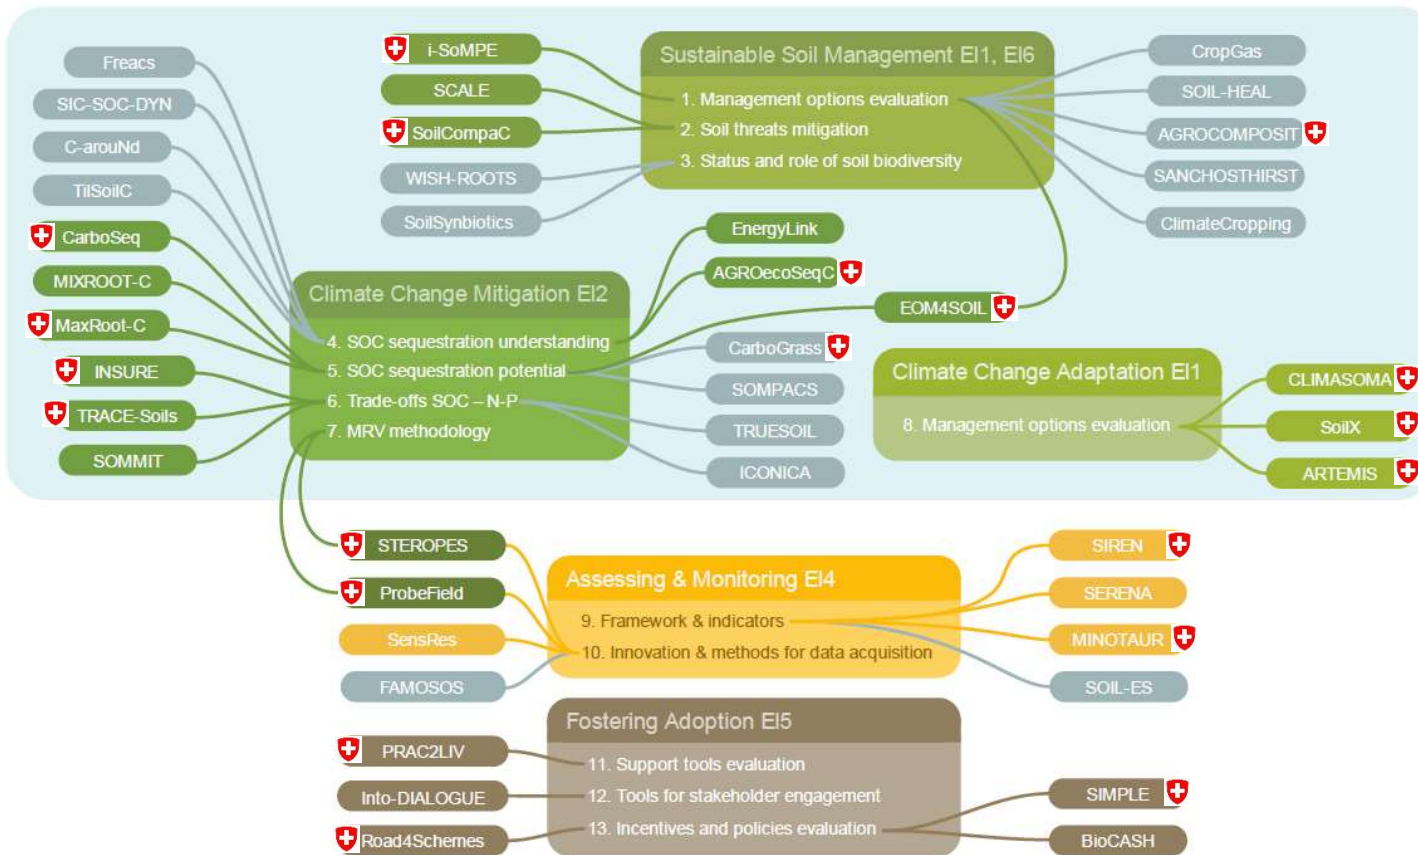 Freacs
SIC-SOC-DYN
C-arouNd
TilSoilC
CarboSeq
MIXROOT-C
MaxRoot-C
INSURE
TRACE-Soils
SOMMIT
i-SoMPE
SCALE
SoilCompaC
WISH-ROOTS
SoilSynbiotics
Sustainable Soil Management EI1, EI6
1. Management options evaluation
2. Soil threats mitigation
3. Status and role of soil biodiversity
CropGas
SOIL-HEAL
AGROCOMPOSIT
SANCHOSTHIRST
ClimateCropping
Climate Change Mitigation EI2
4. SOC sequestration understanding
5. SOC sequestration potential
6. Trade-offs SOC – N-P
7. MRV methodology
EnergyLink
AGROecoSeqC
EOM4SOIL
CarboGrass
SOMPACS
TRUESOIL
ICONICA
Climate Change Adaptation EI1
8. Management options evaluation
CLIMASOMA
SoilX
ARTEMIS
STEROPES
ProbeField
SensRes
FAMOSOS
Assessing & Monitoring EI4
9. Framework & indicators
10. Innovation & methods for data acquisition
SIREN
SERENA
MINOTAUR
SOIL-ES
PRAC2LIV
Into-DIALOGUE
Road4Schemes
Fostering Adoption EI5
11. Support tools evaluation
12. Tools for stakeholder engagement
13. Incentives and policies evaluation
SIMPLE
BioCASH